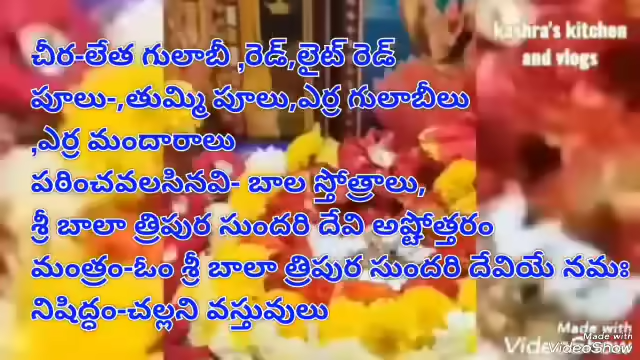 kashra's kitchen
and vlogs
చీర-లేత గులాబీ ,రెడ్,లైట్ రెడ్
పూలు-,తుమ్మి పూలు,ఎర్ర గులాబీలు
,ఎర్ర మందారాలు
పఠించవలసినవి- బాల స్తోత్రాలు,
శ్రీ బాలా త్రిపుర సుందరి దేవి అష్టోత్తరం
మంత్రం-ఓం శ్రీ బాలా త్రిపుర సుందరి దేవియే నమః
నిషిద్ధం-చల్లని వస్తువులు
Made with
VideoShow